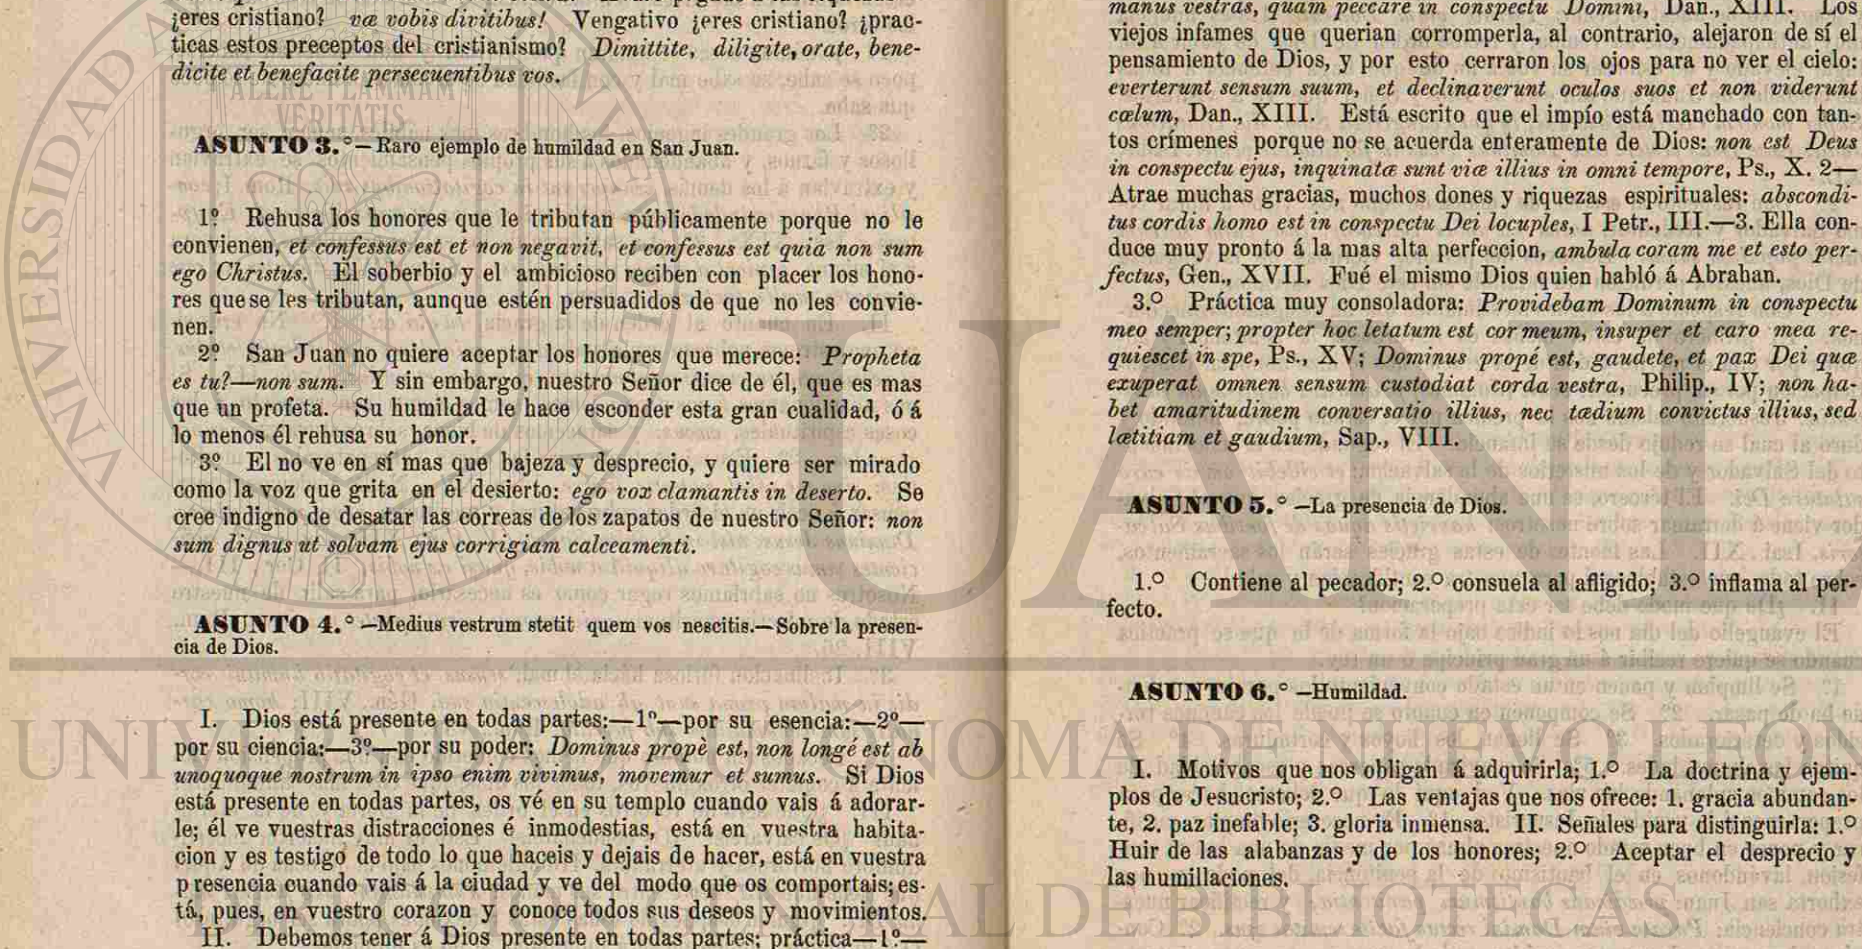 ¿eres cristiano? væ vobis divitibus! Vengativo ¿eres cristiano? ¿prac-
ticas estos preceptos del cristianismo? Dimittite, diligite, orate, bene-
dicite et benefacite persecuentibus vos.
ASUNTO 3.°—Raro ejemplo de humildad en San Juan.
1º Rehusa los honores que le tributan públicamente porque no le
convienen, et confessus est et non negavit, et confessus est quia non sum
ego Christus. El soberbio y el ambicioso reciben con placer los hono-
res que se les tributan, aunque estén persuadidos de que no les convie-
nen.
2º San Juan no quiere aceptar los honores que merece: Propheta
es tu?—non sum. Y sin embargo, nuestro Señor dice de él, que es mas
que un profeta. Su humildad le hace esconder esta gran cualidad, ó á
lo menos él rehusa su honor.
3º El no ve en sí mas que bajeza y desprecio, y quiere ser mirado
como la voz que grita en el desierto: ego vox clamantis in deserto. Se
cree indigno de desatar las correas de los zapatos de nuestro Señor: non
sum dignus ut solvam ejus corrigiam calceamenti.
ASUNTO 4.°—Medius vestrum stetit quem vos nescitis.—Sobre la presen-
cia de Dios.
I. Dios está presente en todas partes:—1º—por su esencia:—2º—
por su ciencia:—3º—por su poder: Dominus propè est, non longé est ab
unoquoque nostrum in ipso enim vivimus, movemur et sumus. Si Dios
está presente en todas partes, os vé en su templo cuando vais á adorar-
le; él ve vuestras distracciones é inmodestias, está en vuestra habita-
cion y es testigo de todo lo que haceis y dejais de hacer, está en vuestra
presencia cuando vais á la ciudad y ve del modo que os comportais; es-
tá, pues, en vuestro corazon y conoce todos sus deseos y movimientos.
II. Debemos tener á Dios presente en todas partes; práctica—1º—
manus vestras, quam peccare in conspectu Domini, Dan., XIII. Los
viejos infames que querian corromperla, al contrario, alejaron de sí el
pensamiento de Dios, y por esto cerraron los ojos para no ver el cielo:
everterunt sensum suum, et declinaverunt oculos suos et non viderunt
cœlum, Dan., XIII. Está escrito que el impío está manchado con tan-
tos crímenes porque no se acuerda enteramente de Dios: non est Deus
in conspectu ejus, inquinatæ sunt viæ illius in omni tempore, Ps., X. 2—
Atrae muchas gracias, muchos dones y riquezas espirituales: abscondi-
tus cordis homo est in conspectu Dei locuples, I Petr., III.—3. Ella con-
duce muy pronto á la mas alta perfeccion, ambula coram me et esto per-
fectus, Gen., XVII. Fué el mismo Dios quien habló á Abrahan.
3.º Práctica muy consoladora: Providebam Dominum in conspectu
meo semper; propter hoc letatum est cor meum, insuper et caro mea re-
quiescet in spe, Ps., XV; Dominus propé est, gaudete, et pax Dei quæ
exuperat omnen sensum custodiat corda vestra, Philip., IV; non ha-
bet amaritudinem conversatio illius, nec tædium convictus illius, sed
lætitiam et gaudium, Sap., VIII.
ASUNTO 5.°—La presencia de Dios.
1.º Contiene al pecador; 2.º consuela al afligido; 3.º inflama al per-
fecto.
ASUNTO 6.°—Humildad.
I. Motivos que nos obligan á adquirirla; 1.º La doctrina y ejem-
plos de Jesucristo; 2.º Las ventajas que nos ofrece: 1. gracia abundan-
te, 2. paz inefable; 3. gloria inmensa. II. Señales para distinguirla: 1.º
Huir de las alabanzas y de los honores; 2.º Aceptar el desprecio y
las humillaciones.
ALERE FLAMMAM
VERITATIS
UANL
UNIVERSIDAD AUTÓNOMA DE NUEVO LEÓN
DIRECCIÓN GENERAL DE BIBLIOTECAS